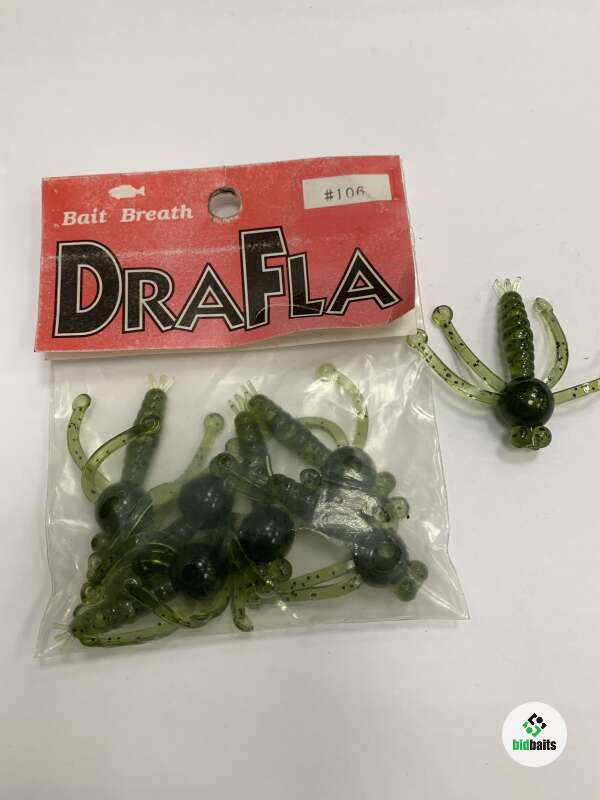 #106
Bait Breath
DRAFLA
bidbaits